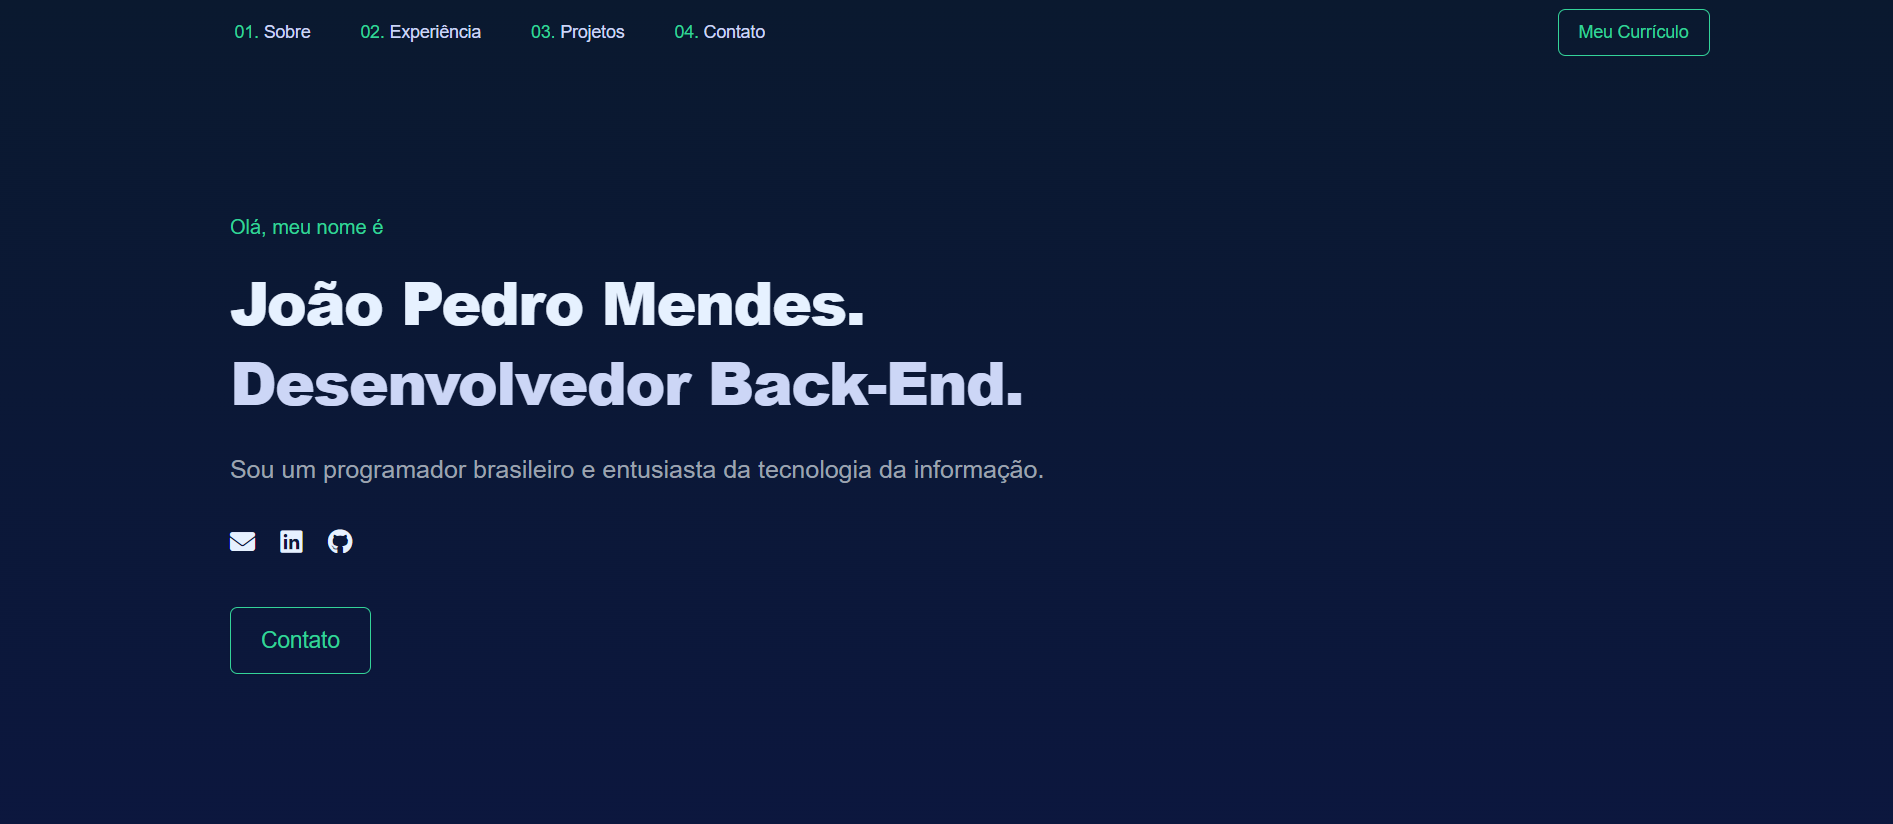 01. Sobre 02. Experiência 03. Projetos 04. Contato Meu Currículo
Olá, meu nome é
João Pedro Mendes.
Desenvolvedor Back-End.
Sou um programador brasileiro e entusiasta da tecnologia da informação.
in
Contato